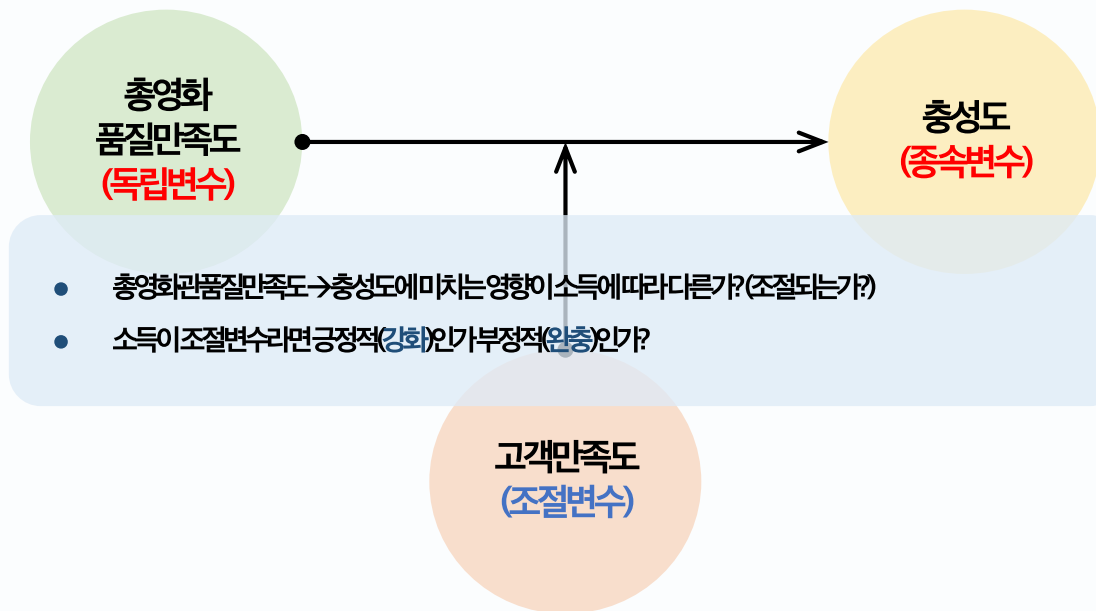 총영화
품질만족도
(독립변수)
충성도
(종속변수)
총영화관품질만족도→충성도에 미치는 영향이 소득에 따라 다른가? (조절되는가?)
소득이 조절변수라면 긍정적(강화)인가 부정적(완충)인가?
고객만족도
(조절변수)